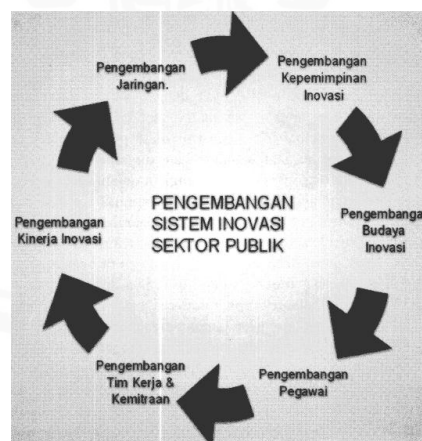 Pengembangan
Jaringan.
Pengembangan
Kepemimpinan
Inovasi
Pengembanga
Budaya
Inovasi
Pengembangan
Pegawai
Pengembangan
Tim Kerja &
Kemitraan
Pengembangan
Kinerja Inovasi
PENGEMBANGAN
SISTEM INOVASI
SEKTOR PUBLIK